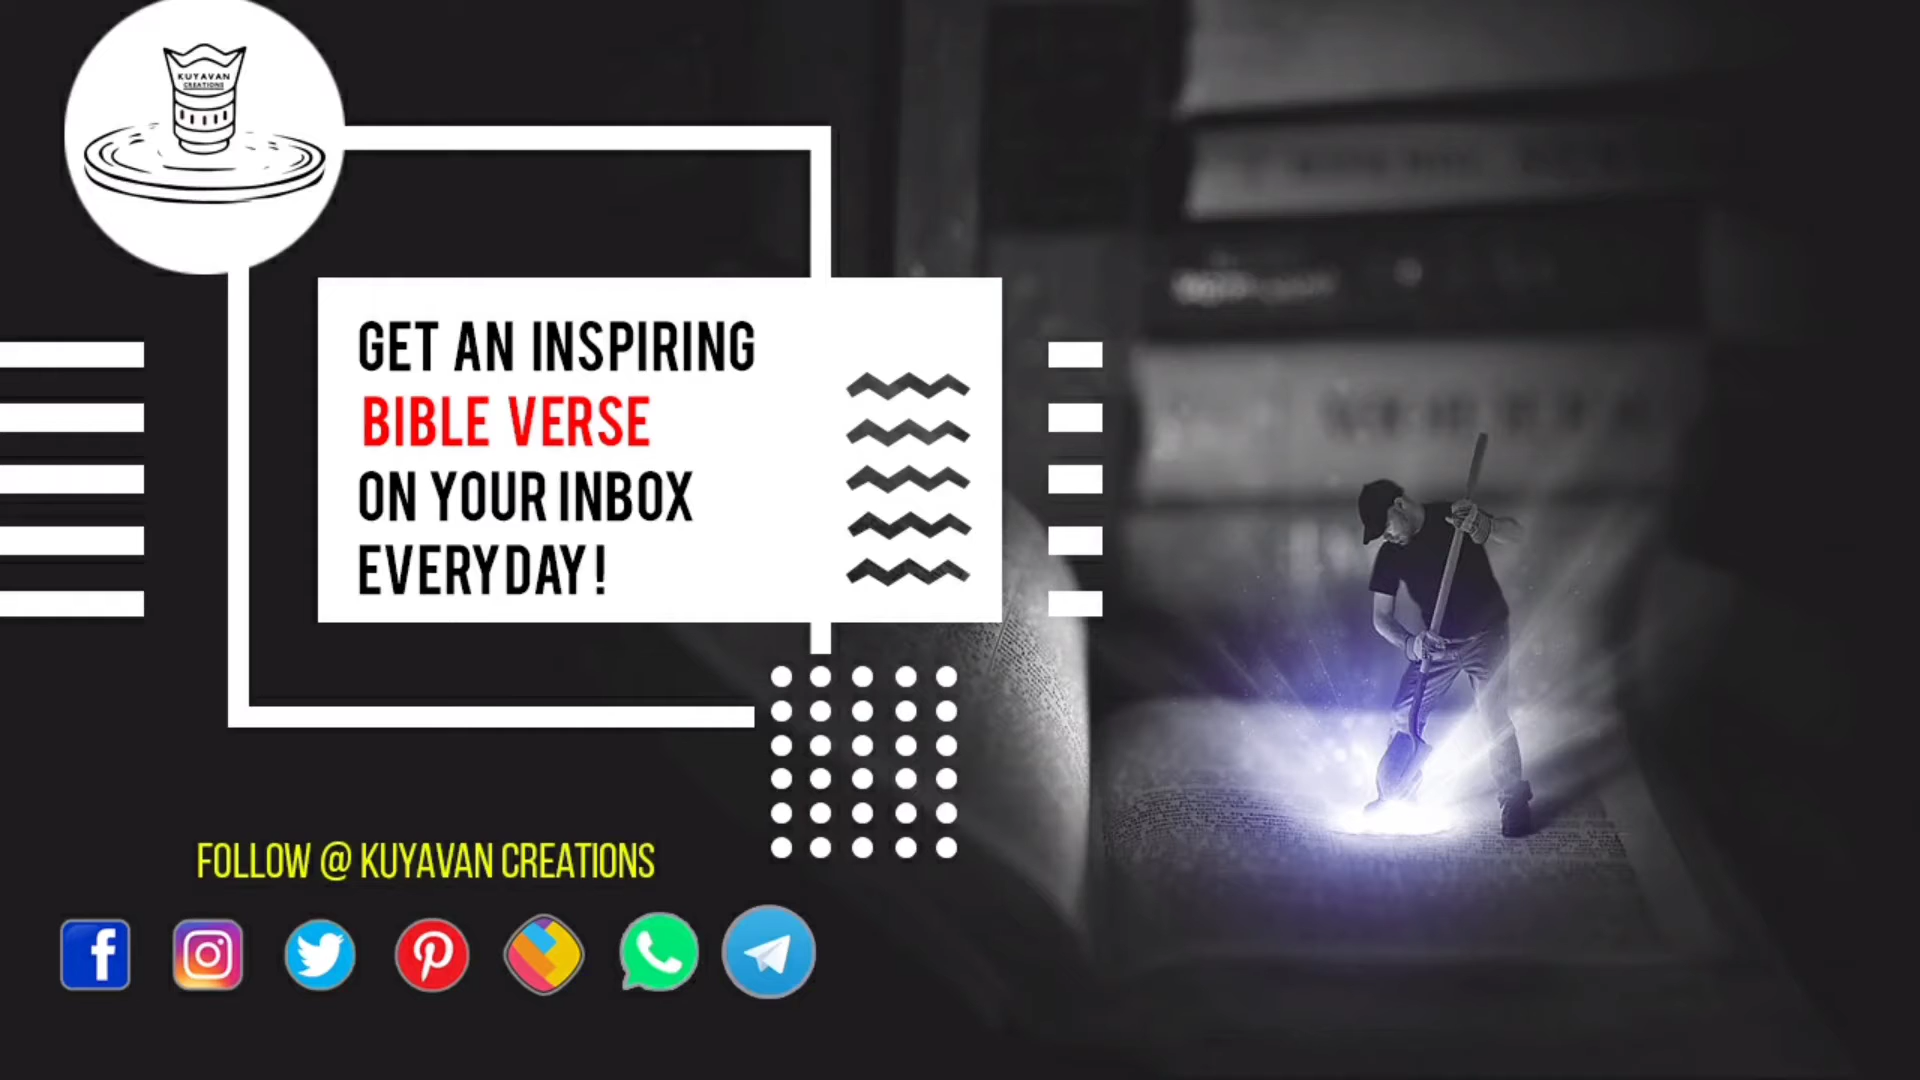 KUYAVAN
CREATIONS
GET AN INSPIRING
BIBLE VERSE
ON YOUR INBOX
EVERYDAY!
FOLLOW @ KUYAVAN CREATIONS